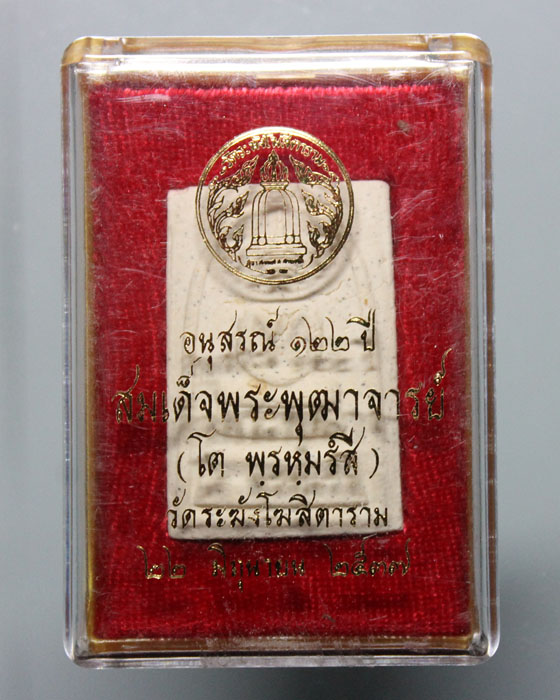 อนุสรณ์ ๑๒๒ ปี
สมเด็จพระพุฒาจารย์
(โต พฺรหฺมรํสี)
วัดระฆังโฆสิตาราม
๒๒ มิถุนายน ๒๕๓๗